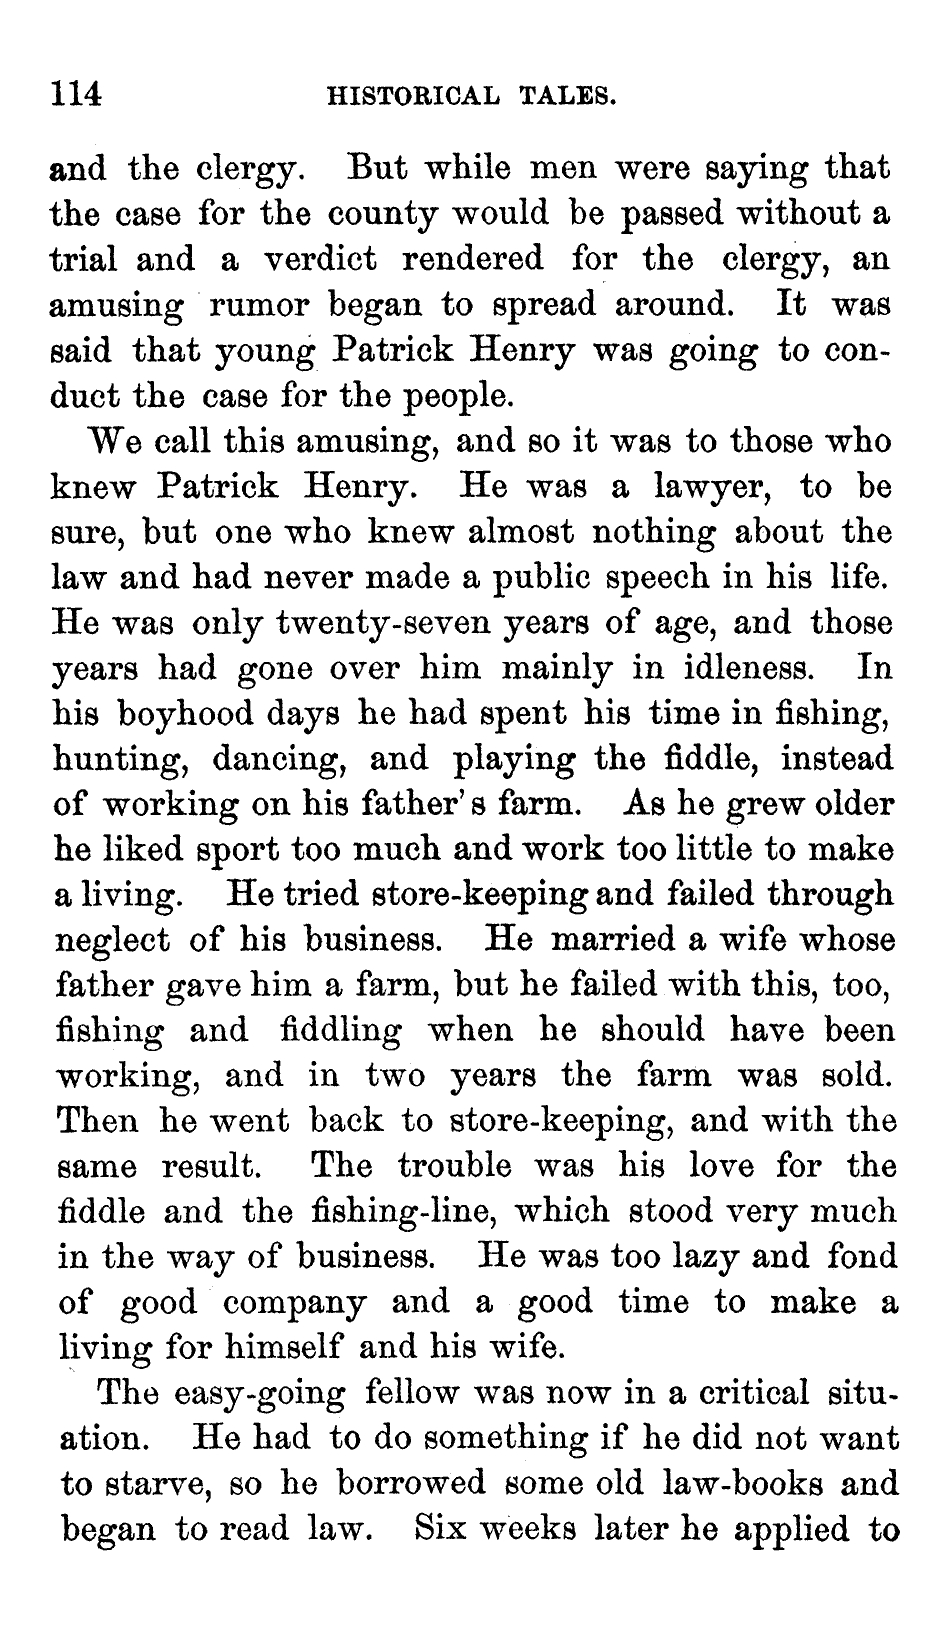 114 HISTORICAL TALES.
and the clergy. But while men were saying that
the case for the county would be passed without a
trial and a verdict rendered for the clergy, an
amusing rumor began to spread around. It was
said that young Patrick Henry was going to con-
duct the case for the people.
We call this amusing, and so it was to those who
knew Patrick Henry. He was a lawyer, to be
sure, but one who knew almost nothing about the
law and had never made a public speech in his life.
He was only twenty-seven years of age, and those
years had gone over him mainly in idleness. In
his boyhood days he had spent his time in fishing,
hunting, dancing, and playing the fiddle, instead
of working on his father's farm. As he grew older
he liked sport too much and work too little to make
a living. He tried store-keeping and failed through
neglect of his business. He married a wife whose
father gave him a farm, but he failed with this, too,
fishing and fiddling when he should have been
working, and in two years the farm was sold.
Then he went back to store-keeping, and with the
same result. The trouble was his love for the
fiddle and the fishing-line, which stood very much
in the way of business. He was too lazy and fond
of good company and a good time to make a
living for himself and his wife.
The easy-going fellow was now in a critical situ-
ation. He had to do something if he did not want
to starve, so he borrowed some old law-books and
began to read law. Six weeks later he applied to